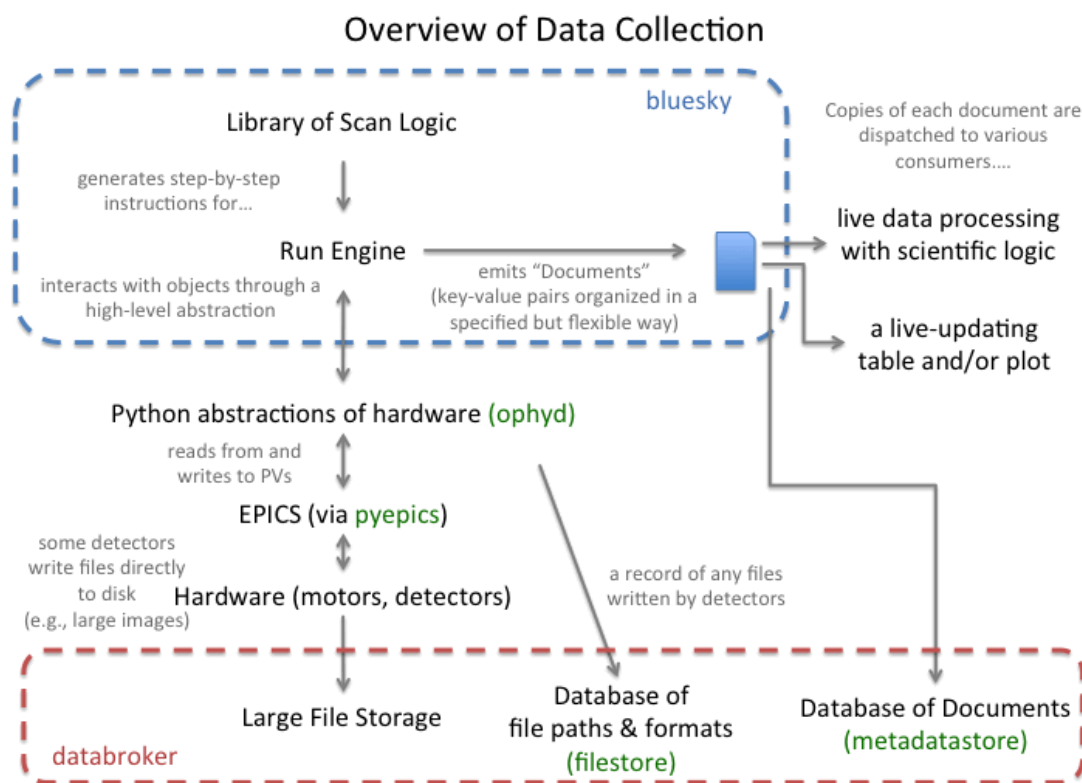 Overview of Data Collection
bluesky
Library of Scan Logic
Copies of each document are
dispatched to various
consumers....
generates step-by-step
instructions for...
live data processing
with scientific logic
Run Engine
emits “Documents”
(key-value pairs organized in a
specified but flexible way)
interacts with objects through a
high-level abstraction
a live-updating
table and/or plot
Python abstractions of hardware (ophyd)
reads from and
writes to PVs
EPICS (via pyepics)
some detectors
write files directly
to disk
(e.g., large images)
Hardware (motors, detectors)
a record of any files
written by detectors
Large File Storage
Database of
file paths & formats
(filestore)
Database of Documents
(metadatastore)
databroker